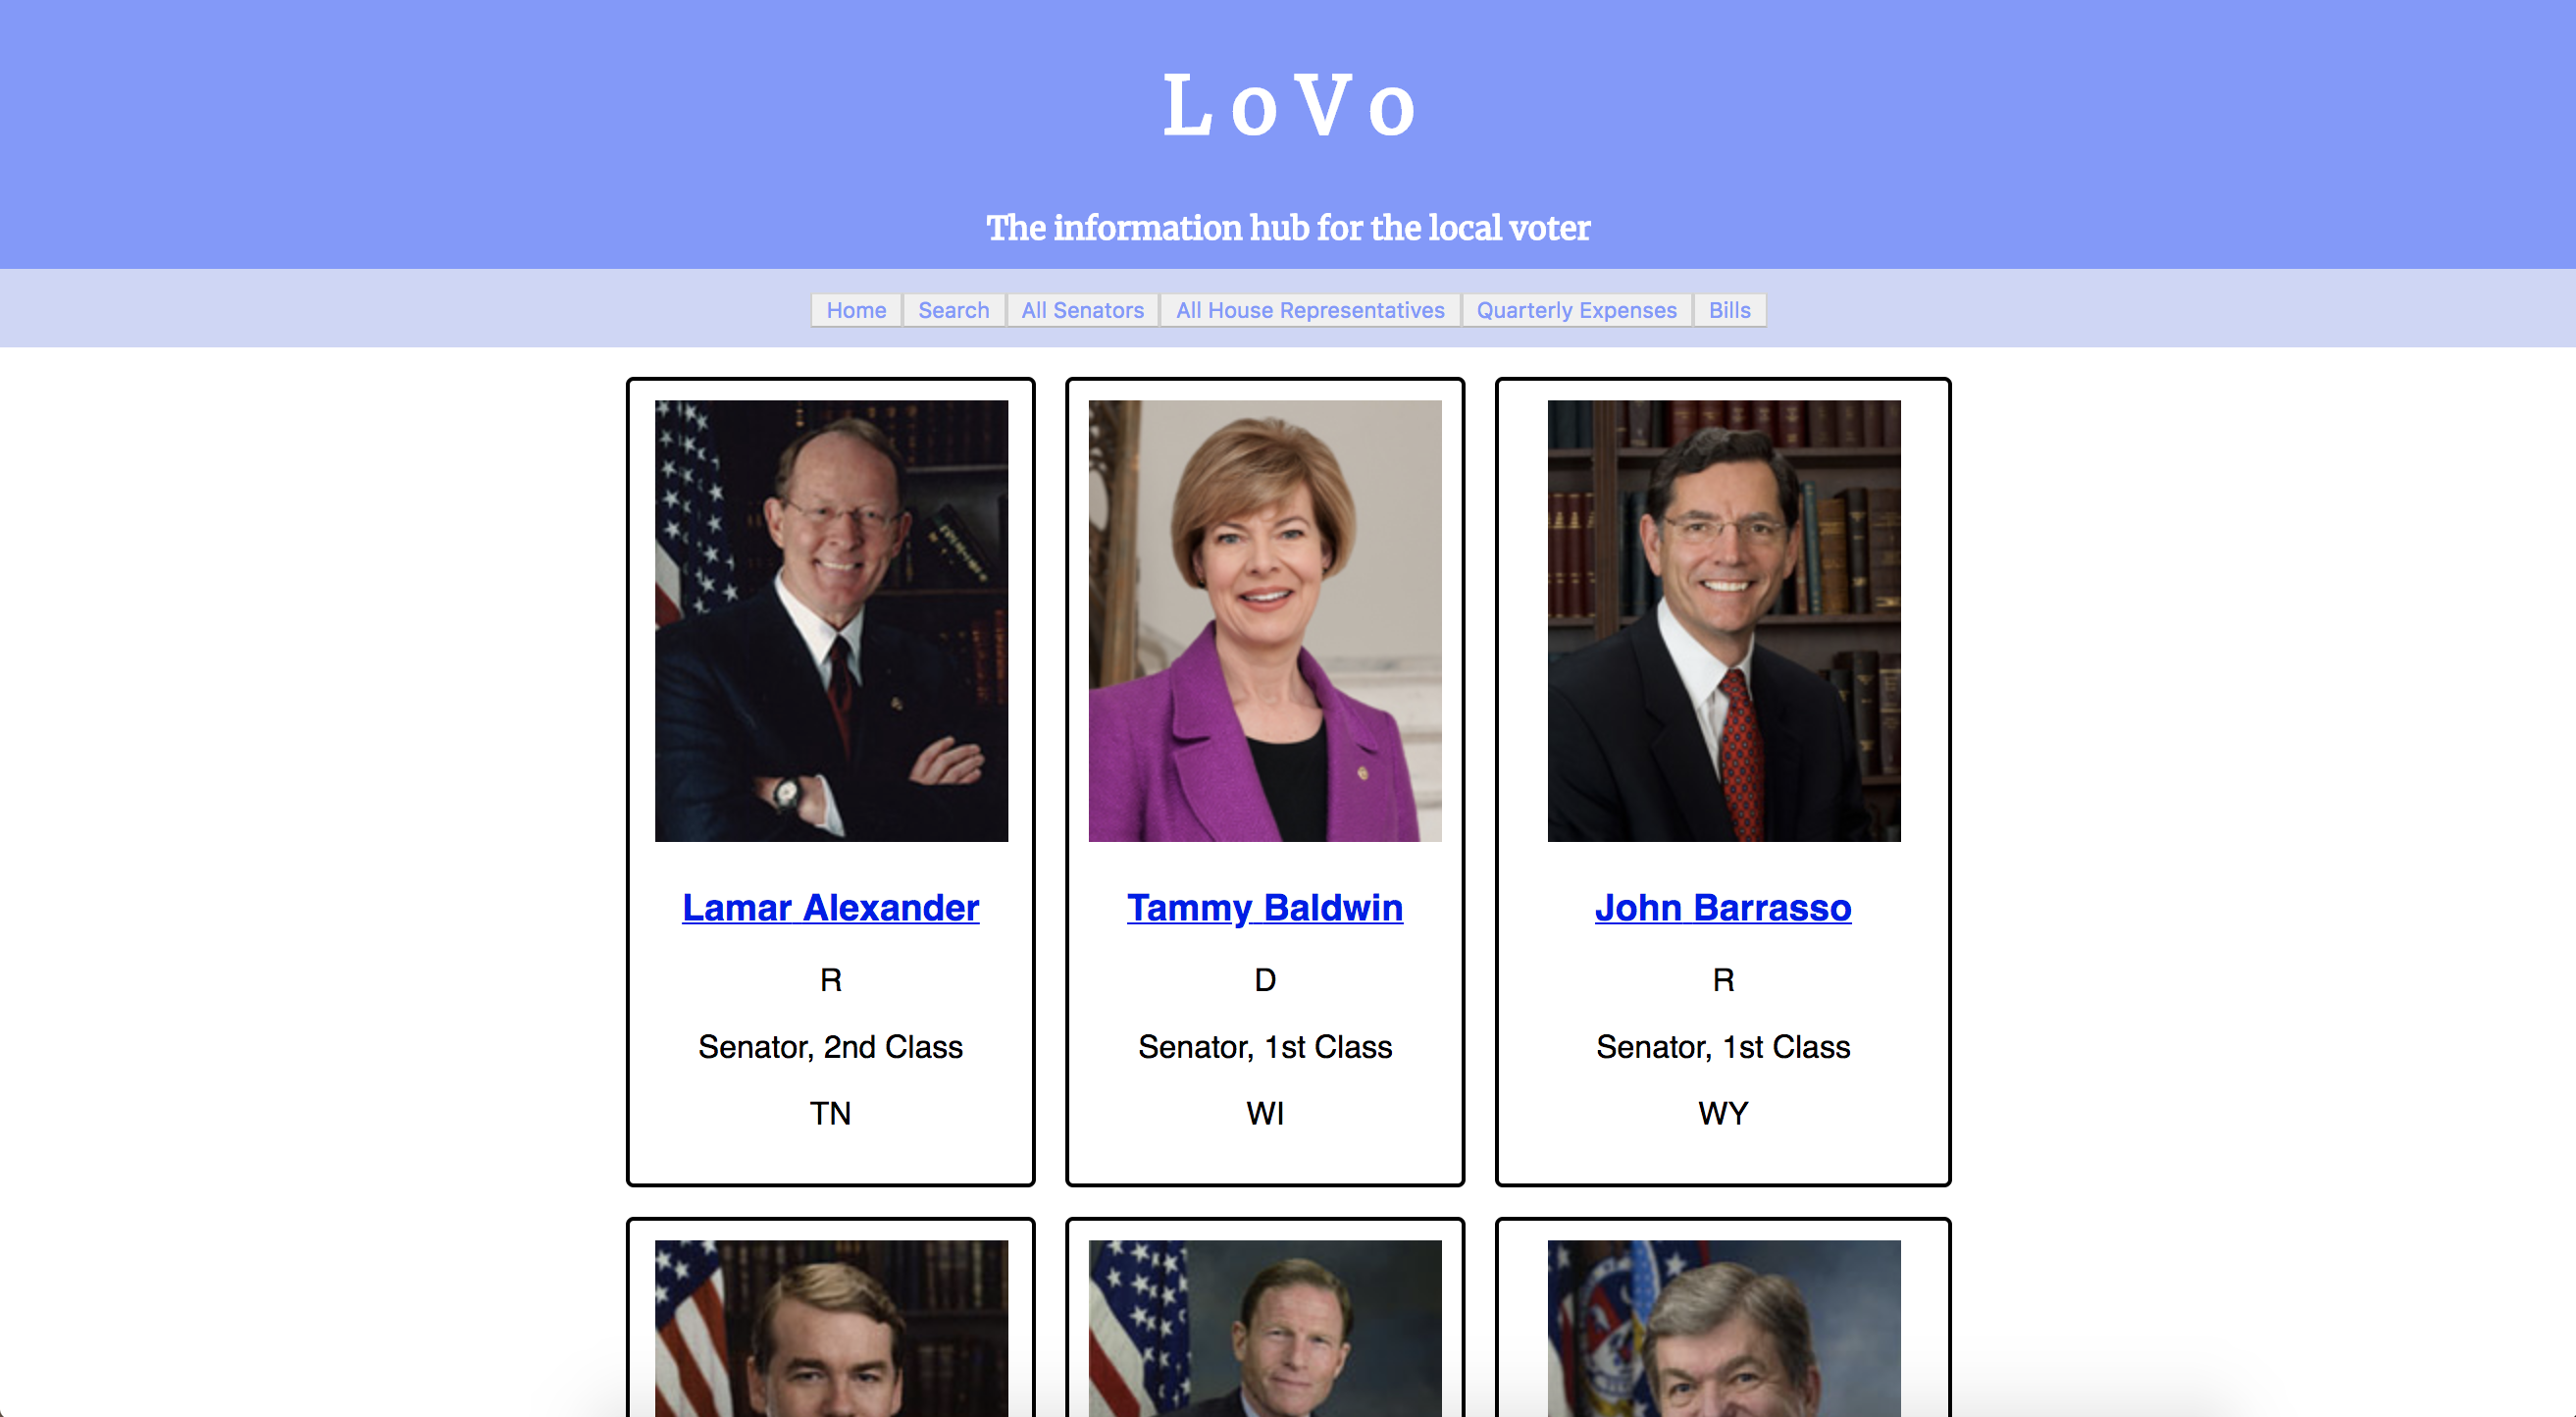 LoVo
The information hub for the local voter
Home Search All Senators All House Representatives Quarterly Expenses Bills
Lamar Alexander Tammy Baldwin John Barrasso
R D R
Senator, 2nd Class Senator, 1st Class Senator, 1st Class
TN WI WY